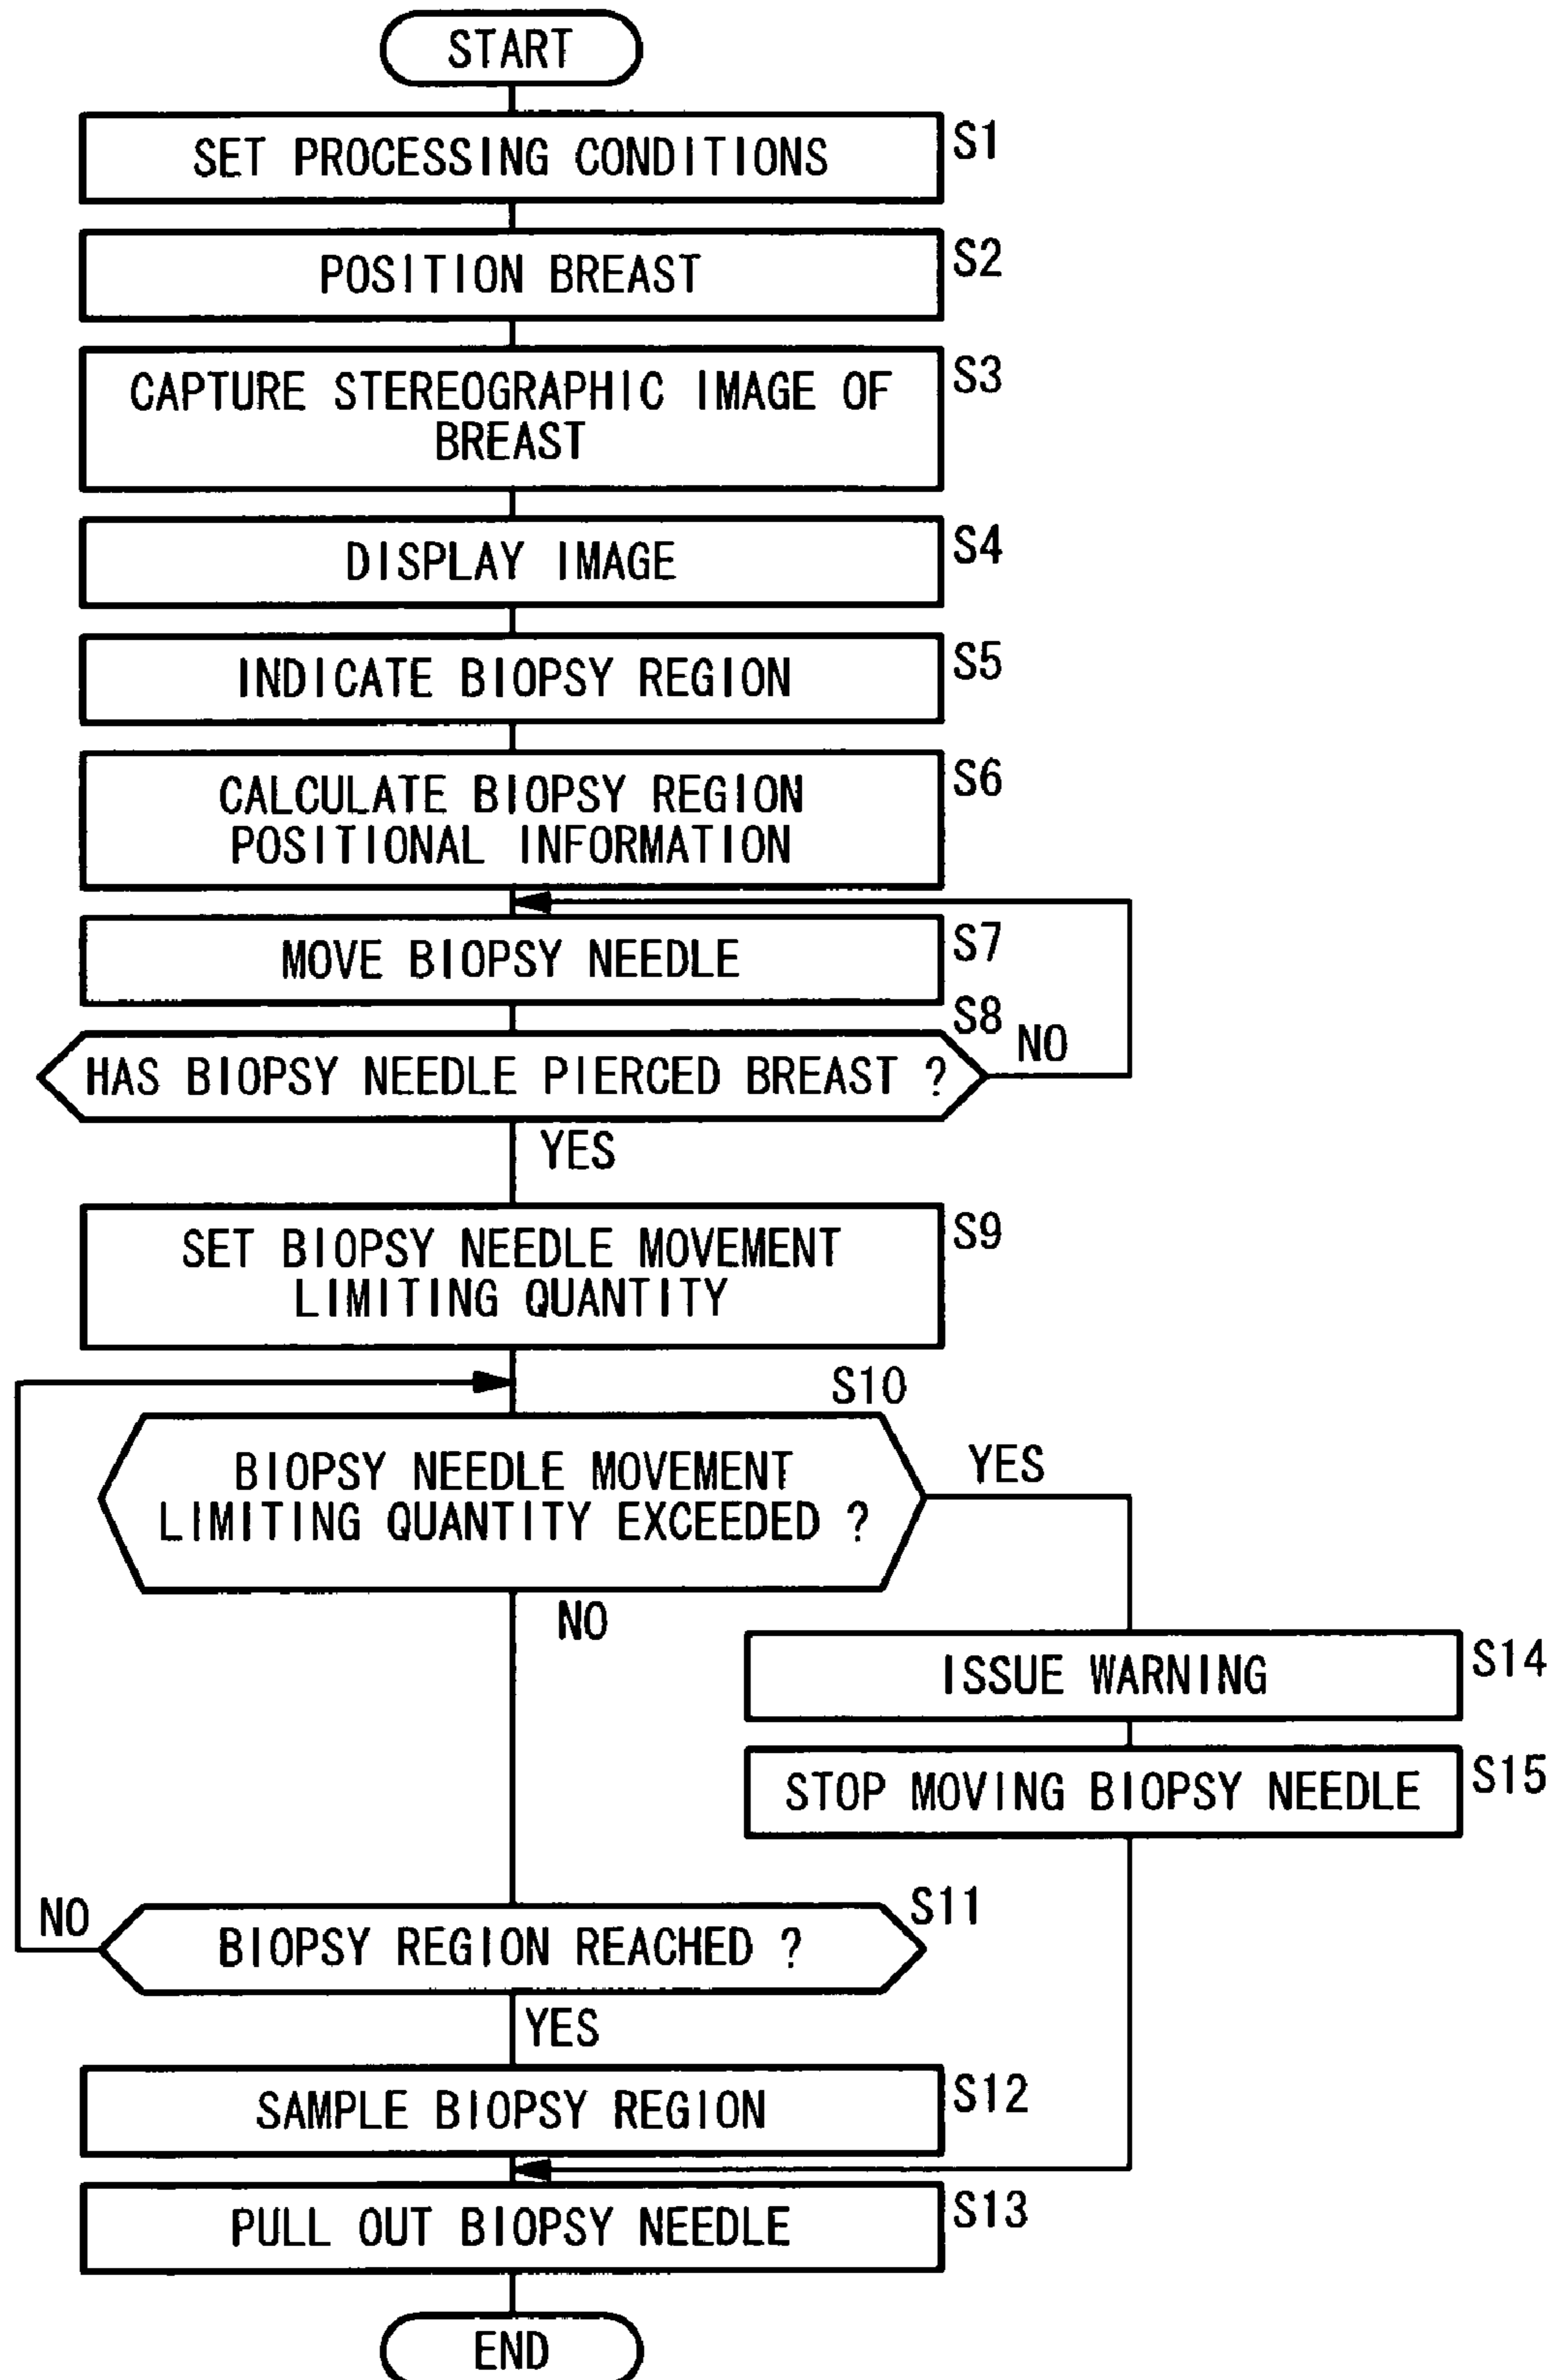 START
SET PROCESSING CONDITIONS
S1
POSITION BREAST
S2
CAPTURE STEREOGRAPHIC IMAGE OF
BREAST
S3
DISPLAY IMAGE
S4
INDICATE BIOPSY REGION
S5
CALCULATE BIOPSY REGION
POSITIONAL INFORMATION
S6
MOVE BIOPSY NEEDLE
S7
HAS BIOPSY NEEDLE PIERCED BREAST ?
S8
NO
YES
SET BIOPSY NEEDLE MOVEMENT
LIMITING QUANTITY
S9
S10
BIOPSY NEEDLE MOVEMENT
LIMITING QUANTITY EXCEEDED ?
YES
NO
ISSUE WARNING
S14
STOP MOVING BIOPSY NEEDLE
S15
NO
BIOPSY REGION REACHED ?
S11
YES
SAMPLE BIOPSY REGION
S12
PULL OUT BIOPSY NEEDLE
S13
END